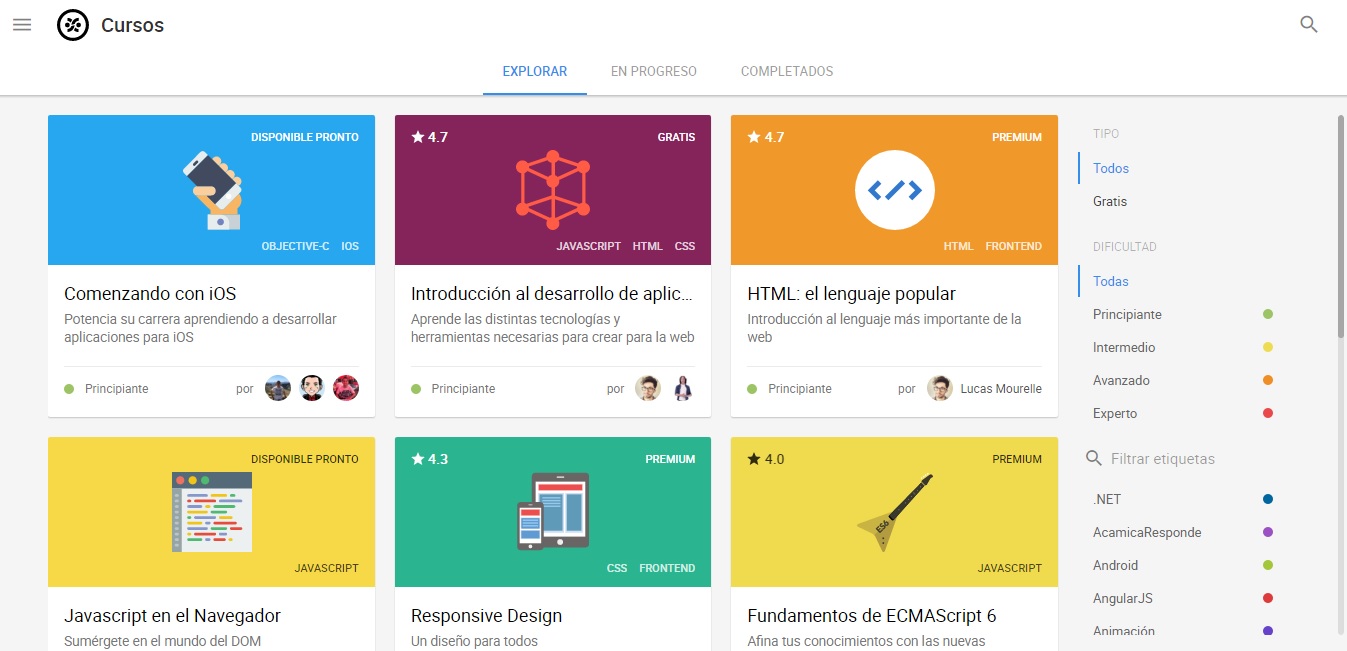 Cursos
EXPLORAR
EN PROGRESO
COMPLETADOS
DISPONIBLE PRONTO
OBJECTIVE-C IOS
Comenzando con iOS
Potencia su carrera aprendiendo a desarrollar
aplicaciones para iOS
Principiante por
4.7 GRATIS
JAVASCRIPT HTML CSS
Introducción al desarrollo de aplic...
Aprende las distintas tecnologías y
herramientas necesarias para crear para la web
Principiante por
4.7 PREMIUM
HTML FRONTEND
HTML: el lenguaje popular
Introducción al lenguaje más importante de la
web
Principiante por Lucas Mourelle
DISPONIBLE PRONTO
JAVASCRIPT
Javascript en el Navegador
Sumérgete en el mundo del DOM
4.3 PREMIUM
CSS FRONTEND
Responsive Design
Un diseño para todos
4.0 PREMIUM
ES6
JAVASCRIPT
Fundamentos de ECMAScript 6
Afina tus conocimientos con las nuevas
TIPO
Todos
Gratis
DIFICULTAD
Todas
Principiante
Intermedio
Avanzado
Experto
Filtrar etiquetas
.NET
AcamicaResponde
Android
AngularJS
Animación